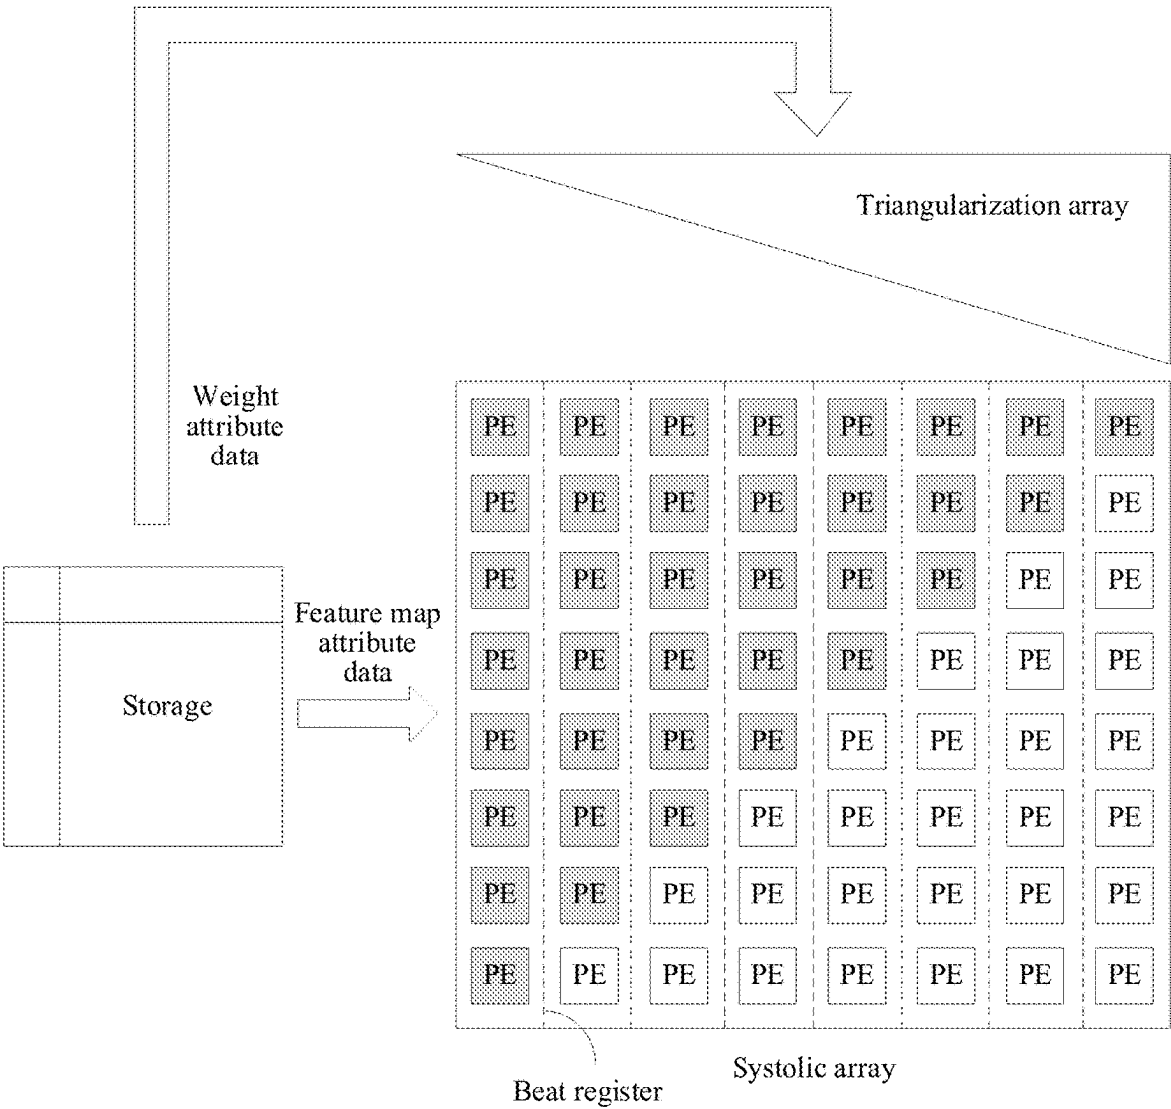 Triangularization array
Weight
attribute
data
PE PE PE PE PE PE PE PE
PE PE PE PE PE PE PE PE
PE PE PE PE PE PE PE PE
Feature map
attribute
data
PE PE PE PE PE PE PE PE
Storage
PE PE PE PE PE PE PE PE
PE PE PE PE PE PE PE PE
PE PE PE PE PE PE PE PE
PE PE PE PE PE PE PE PE
Systolic array
Beat register